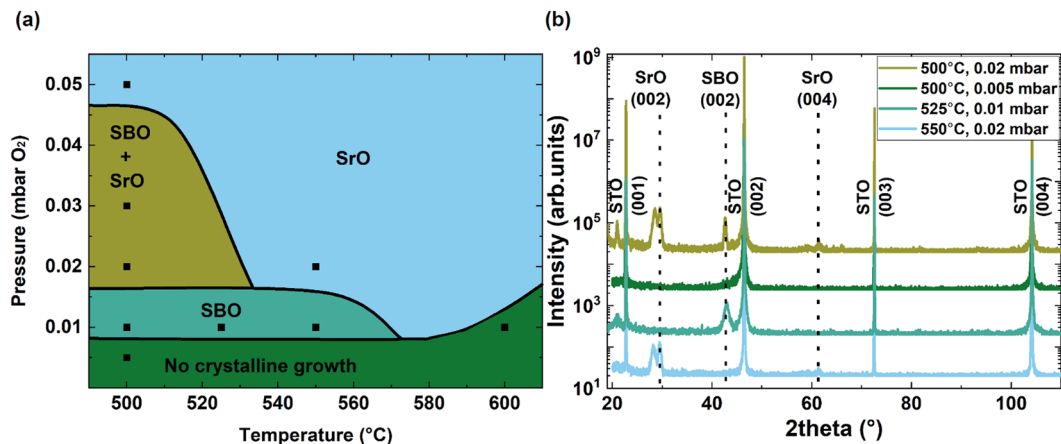 (a)
0.05
0.04
0.03
0.02
0.01
Pressure (mbar O₂)
SBO
+
SrO
SrO
SBO
No crystalline growth
500
520
540
560
580
600
Temperature (°C)
(b)
10⁹
10⁷
10⁵
10³
10¹
Intensity (arb.units)
SrO
(002)
SBO
(002)
SrO
(004)
500°C, 0.02 mbar
500°C, 0.005 mbar
525°C, 0.01 mbar
550°C, 0.02 mbar
STO
(001)
STO
(002)
STO
(003)
STO
(004)
20
40
60
80
100
2theta (°)